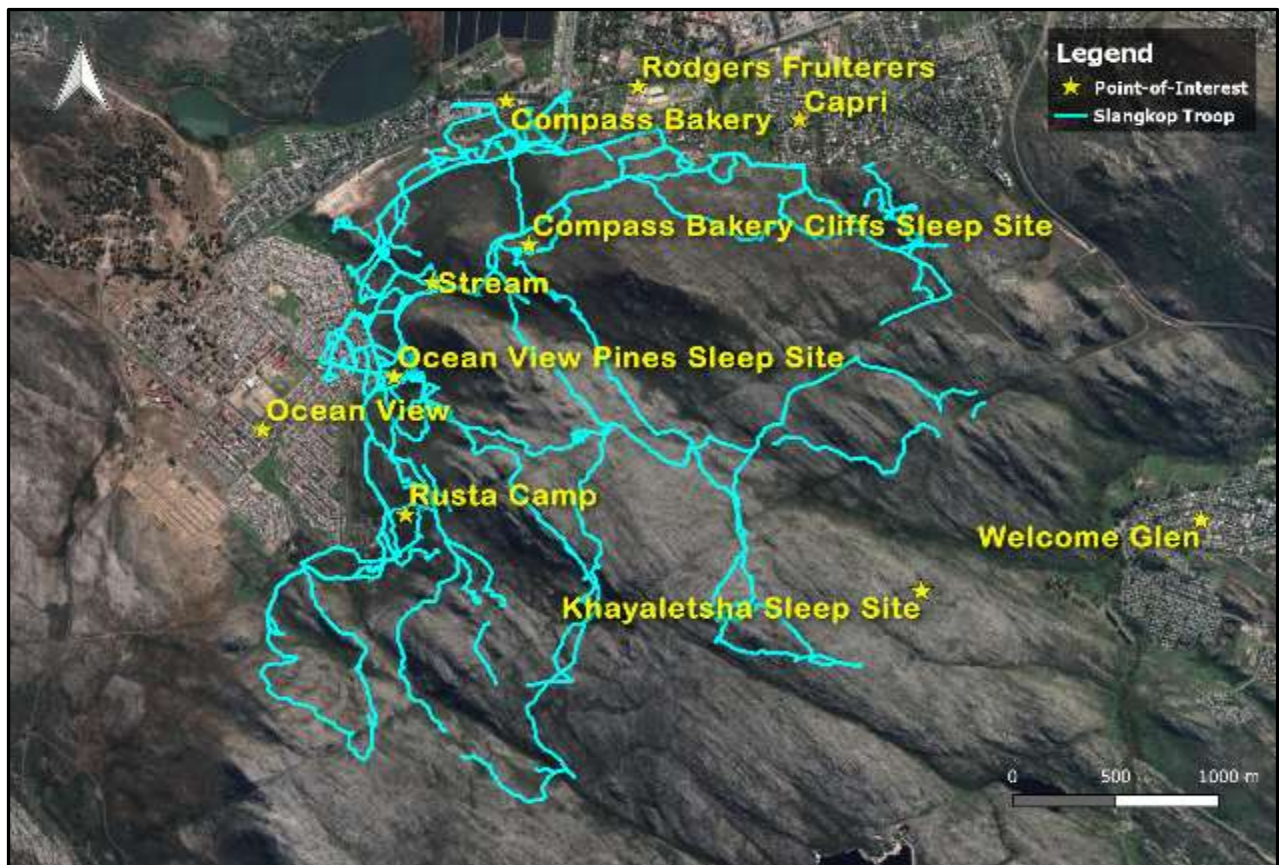 Legend
Point-of-Interest
Slangkop Troop
Rodgers Fruiterers
Capri
Compass Bakery
Compass Bakery Cliffs Sleep Site
Stream
Ocean View Pines Sleep Site
Ocean View
Rusta Camp
Welcome Glen
Khayaletsha Sleep Site
0 500 1000 m